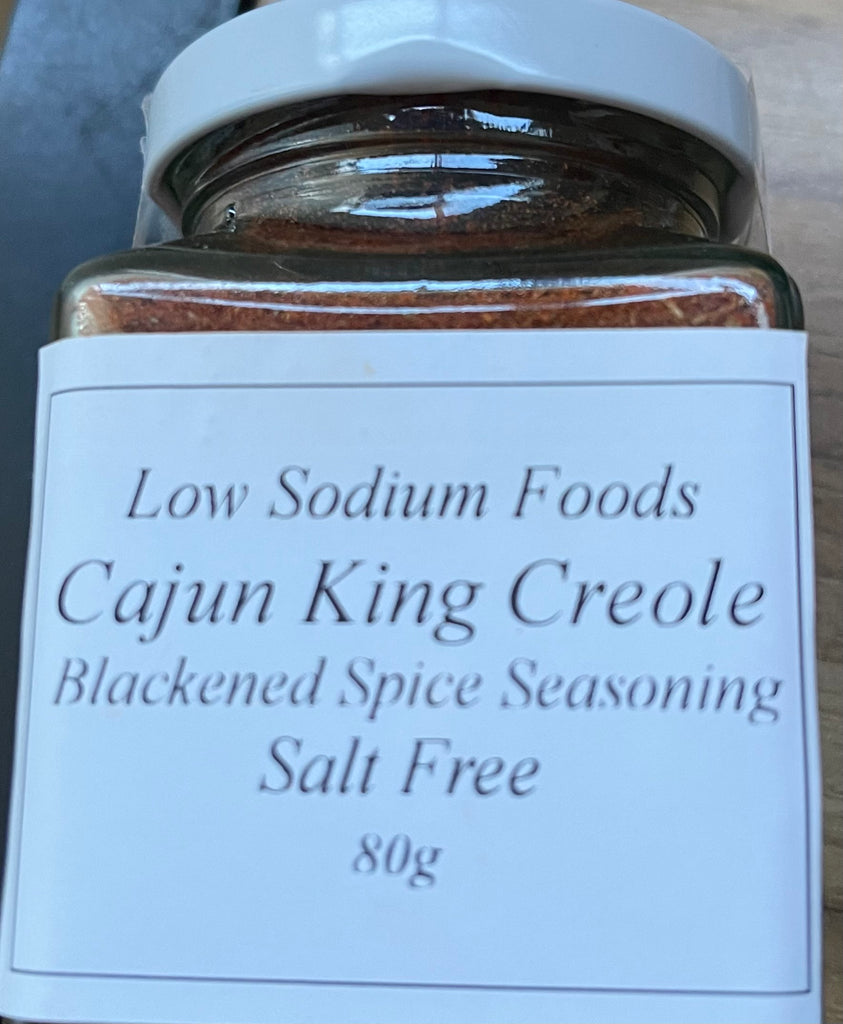 Low Sodium Foods
Cajun King Creole
Blackened Spice Seasoning
Salt Free
80g